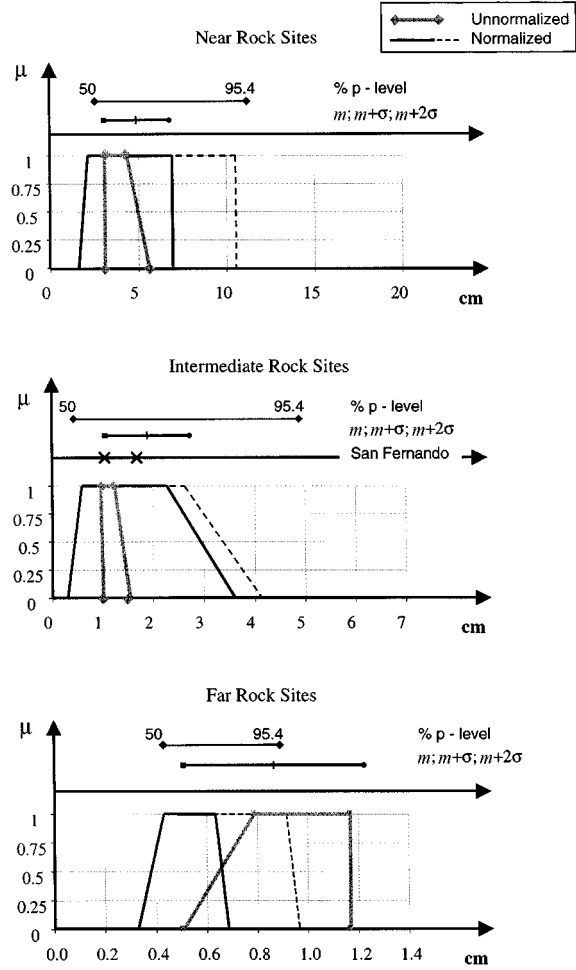 Unnormalized
Normalized
Near Rock Sites
μ
50 95.4 % p - level
m; m+σ; m+2σ
1
0.75
0.5
0.25
0
0 5 10 15 20 cm
Intermediate Rock Sites
μ
50 95.4 % p - level
m; m+σ; m+2σ
San Fernando
1
0.75
0.5
0.25
0
0 1 2 3 4 5 6 7 cm
Far Rock Sites
μ
50 95.4 % p - level
m; m+σ; m+2σ
1
0.75
0.5
0.25
0
0.0 0.2 0.4 0.6 0.8 1.0 1.2 1.4 cm